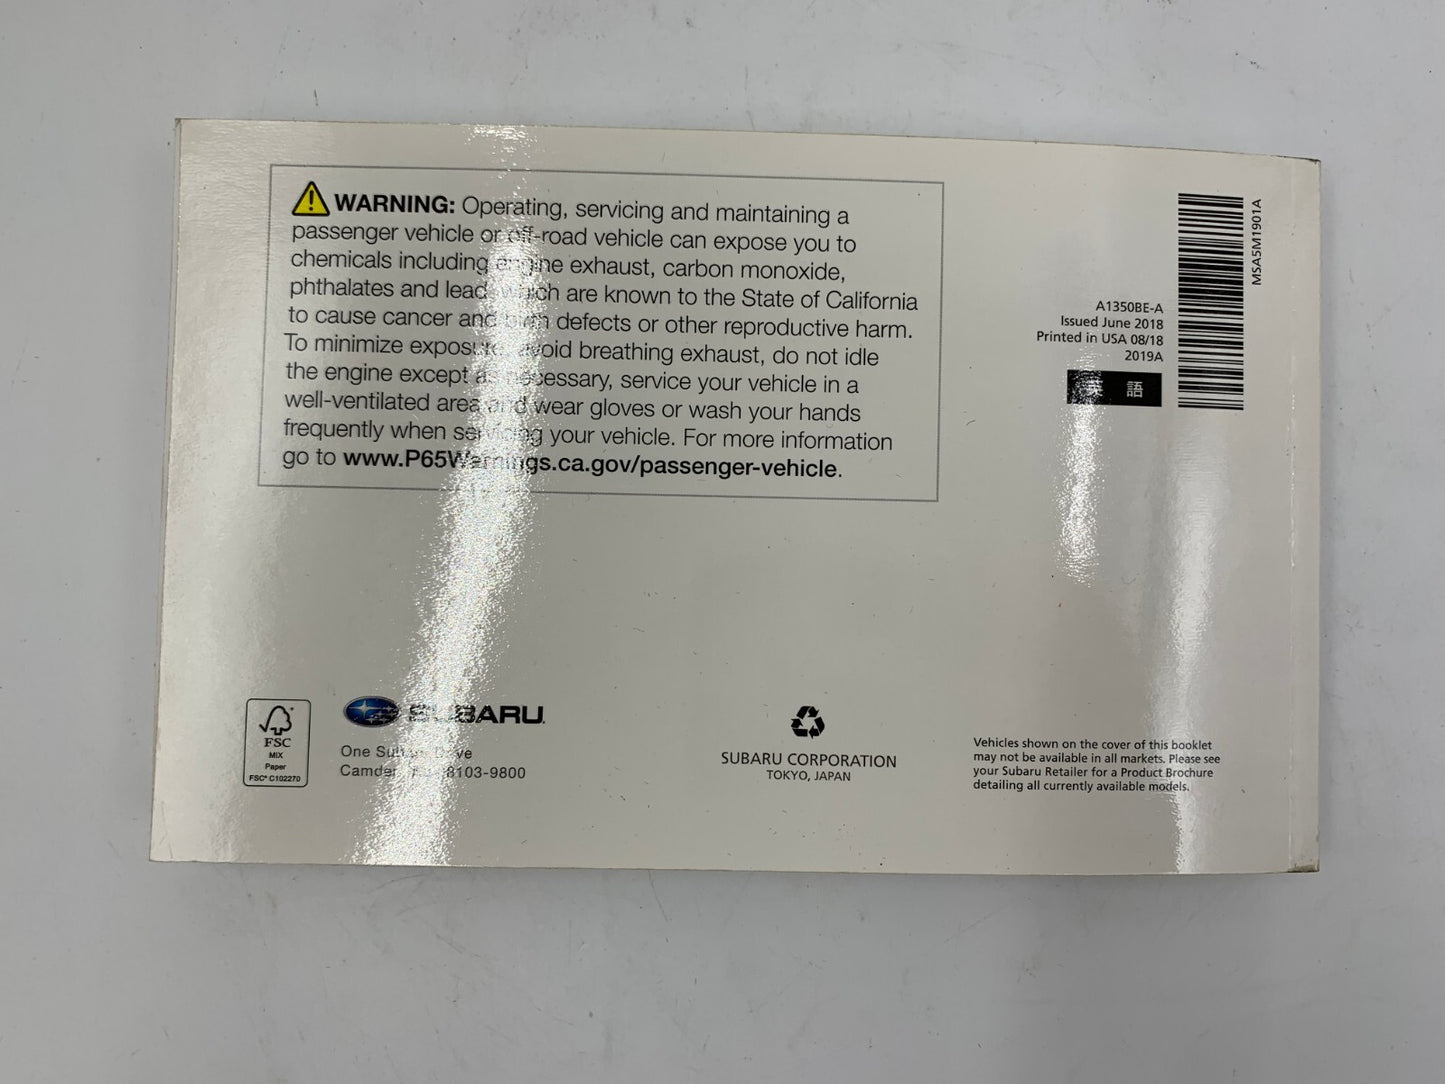 WARNING: Operating, servicing and maintaining a
passenger vehicle or off-road vehicle can expose you to
chemicals including engine exhaust, carbon monoxide,
phthalates and lead, which are known to the State of California
to cause cancer and birth defects or other reproductive harm.
To minimize exposure, avoid breathing exhaust, do not idle
the engine except as necessary, service your vehicle in a
well-ventilated area and wear gloves or wash your hands
frequently when servicing your vehicle. For more information
go to www.P65Warnings.ca.gov/passenger-vehicle.
MSA5M1901A
A1350BE-A
Issued June 2018
Printed in USA 08/18
2019A
英 語
FSC
MIX
Paper
FSC® C102270
SUBARU
One Drive
Camden, 8103-9800
SUBARU CORPORATION
TOKYO, JAPAN
Vehicles shown on the cover of this booklet
may not be available in all markets. Please see
your Subaru Retailer for a Product Brochure
detailing all currently available models.